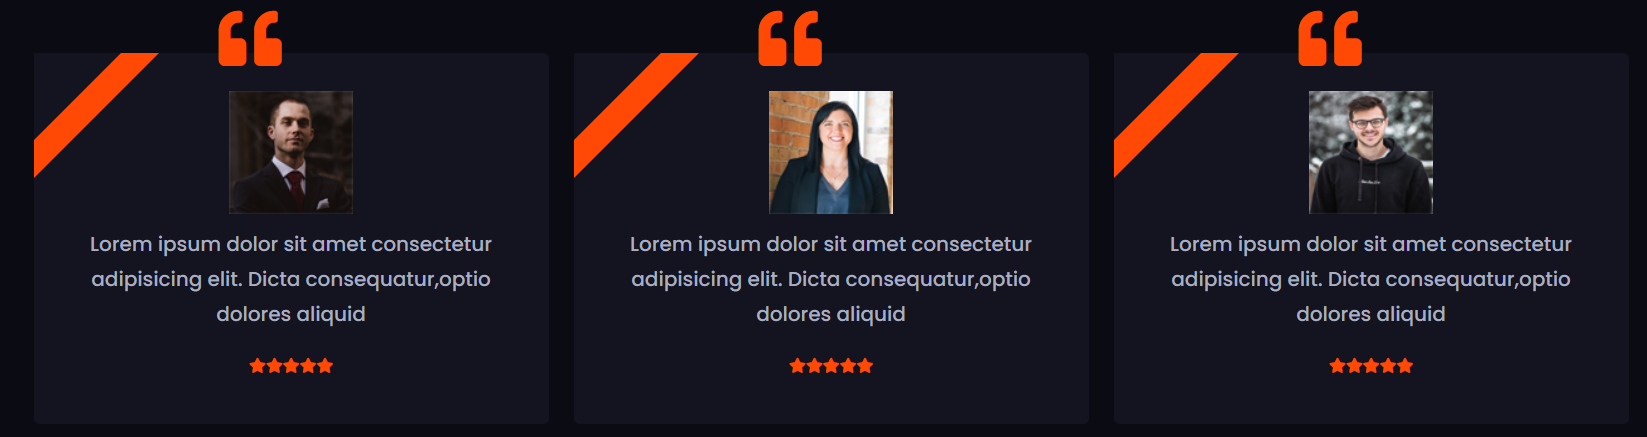 Lorem ipsum dolor sit amet consectetur
adipisicing elit. Dicta consequatur,optio
dolores aliquid
Lorem ipsum dolor sit amet consectetur
adipisicing elit. Dicta consequatur,optio
dolores aliquid
Lorem ipsum dolor sit amet consectetur
adipisicing elit. Dicta consequatur,optio
dolores aliquid